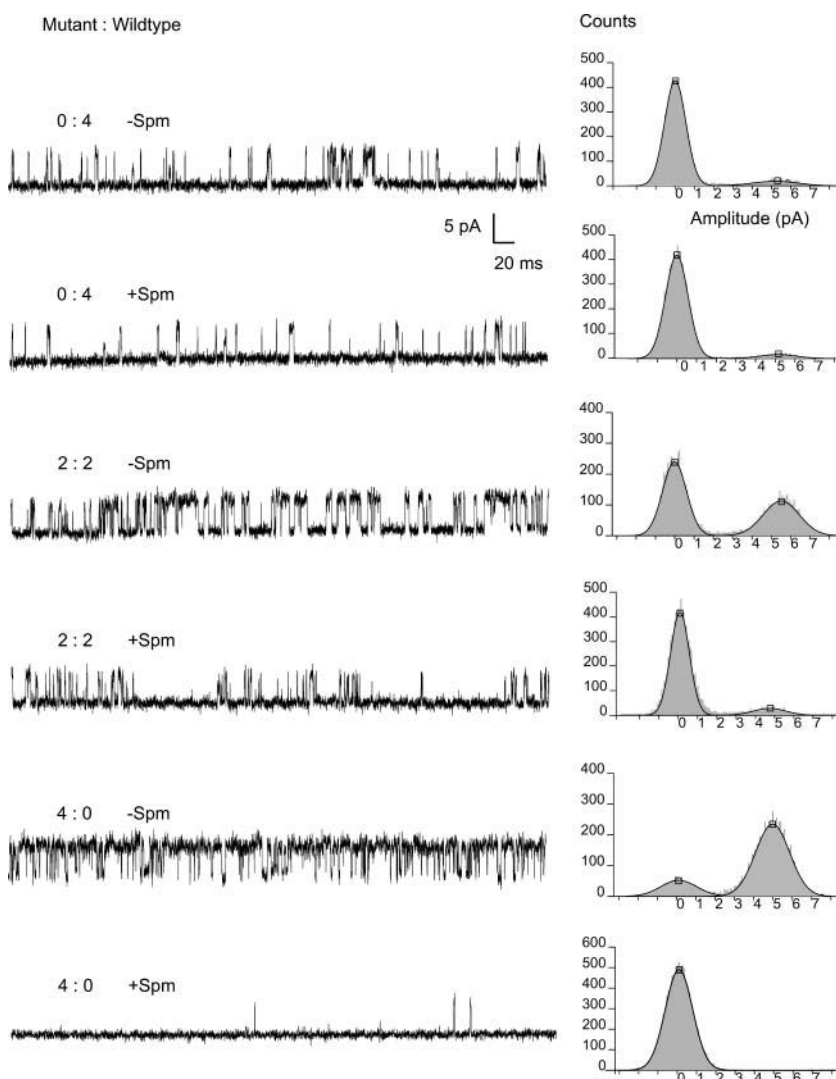 Mutant : Wildtype
Counts
0 : 4 -Spm
500
400
300
200
100
0
0 1 2 3 4 5 6 7
5 pA
20 ms
Amplitude (pA)
0 : 4 +Spm
500
400
300
200
100
0
0 1 2 3 4 5 6 7
2 : 2 -Spm
400
300
200
100
0
0 1 2 3 4 5 6 7
2 : 2 +Spm
500
400
300
200
100
0
0 1 2 3 4 5 6 7
4 : 0 -Spm
400
300
200
100
0
0 1 2 3 4 5 6 7
4 : 0 +Spm
600
500
400
300
200
100
0
0 1 2 3 4 5 6 7